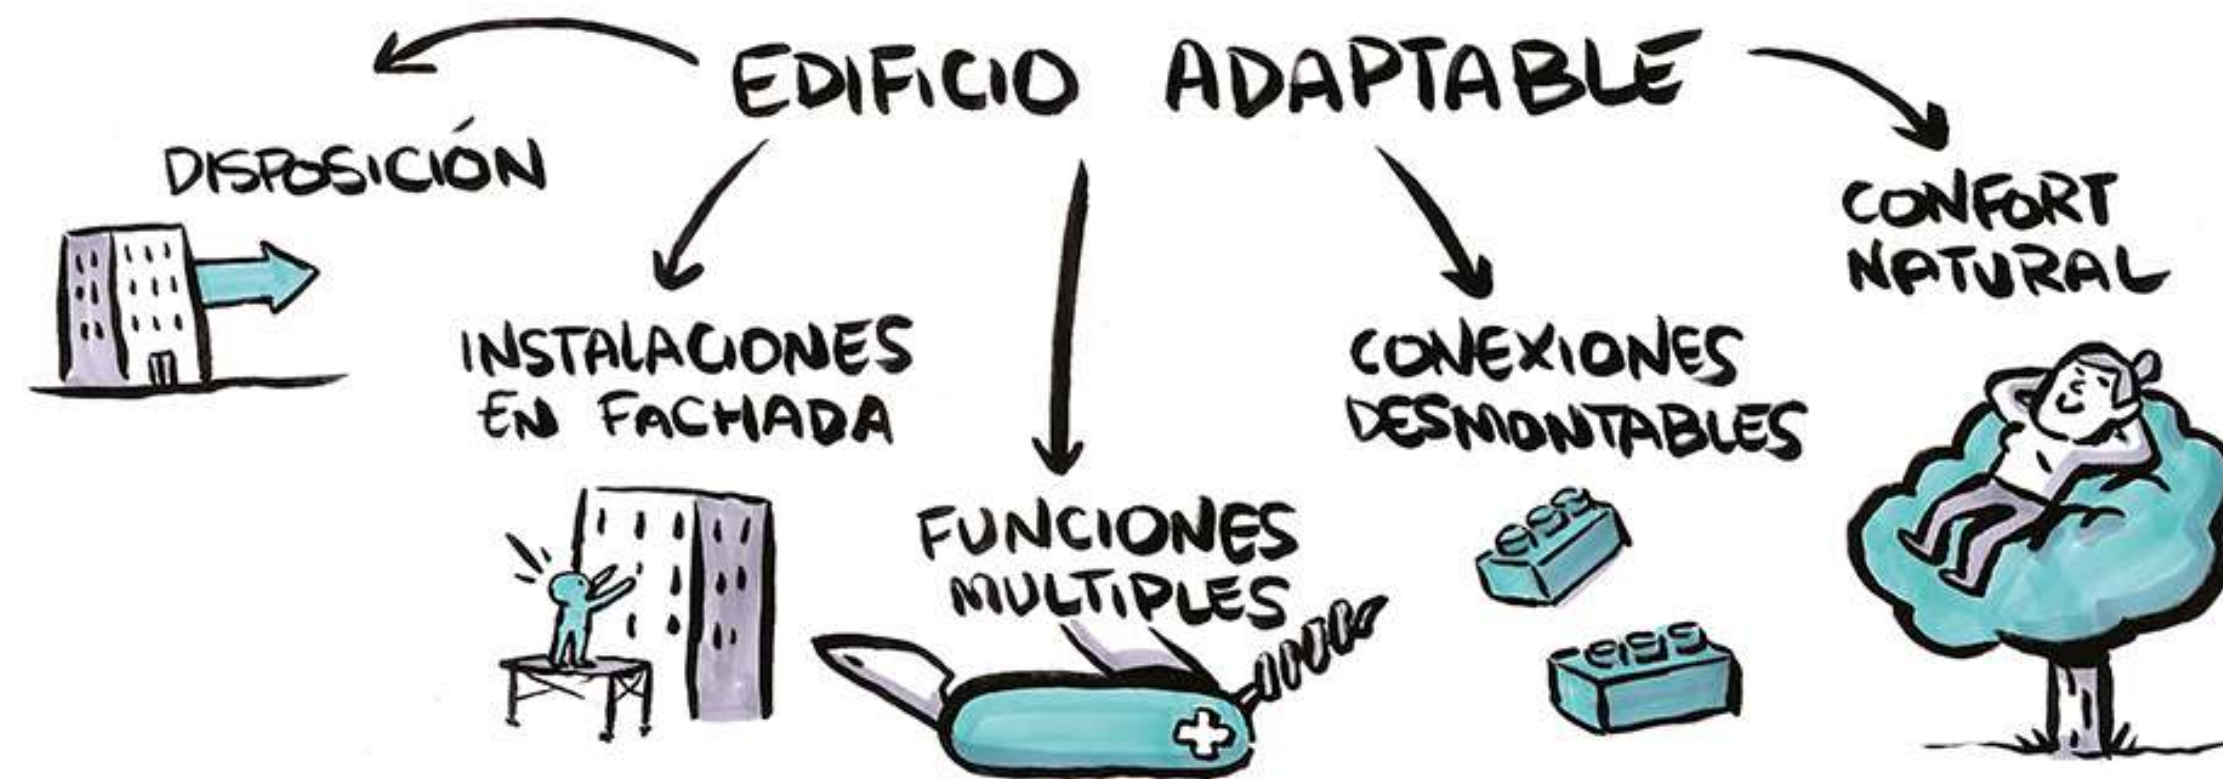 EDIFICIO ADAPTABLE
DISPOSICIÓN
INSTALACIONES
EN FACHADA
FUNCIONES
MULTIPLES
CONEXIONES
DESMONTABLES
CONFORT
NATURAL